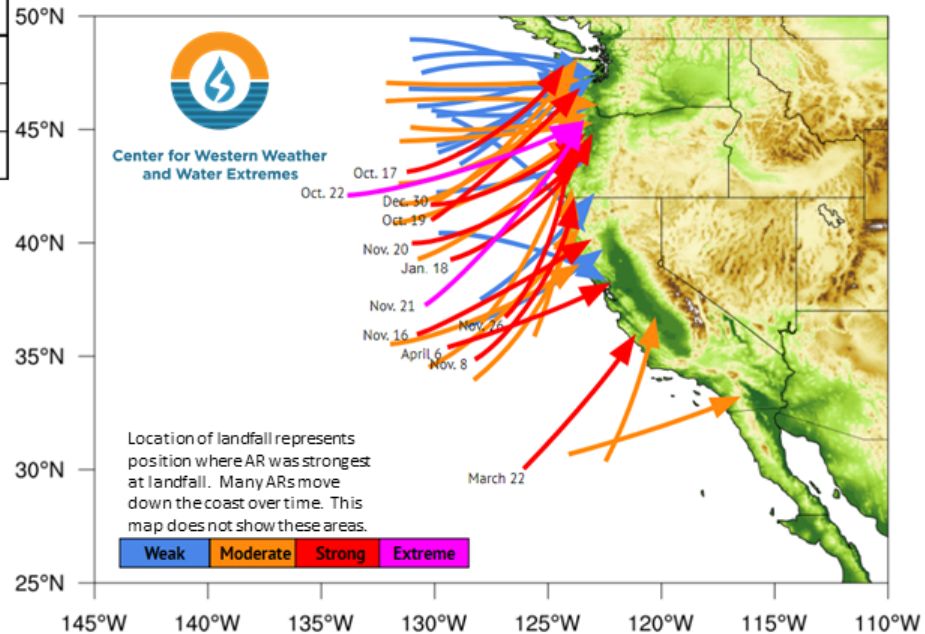 50°N
45°N
40°N
35°N
30°N
25°N
Center for Western Weather
and Water Extremes
Oct. 17
Oct. 22
Dec. 30
Oct. 19
Nov. 20
Jan. 18
Nov. 21
Nov. 16
Nov. 26
April 6
Nov. 8
March 22
Location of landfall represents
position where AR was strongest
at landfall. Many ARs move
down the coast over time. This
map does not show these areas.
Weak Moderate Strong Extreme
145°W 140°W 135°W 130°W 125°W 120°W 115°W 110°W